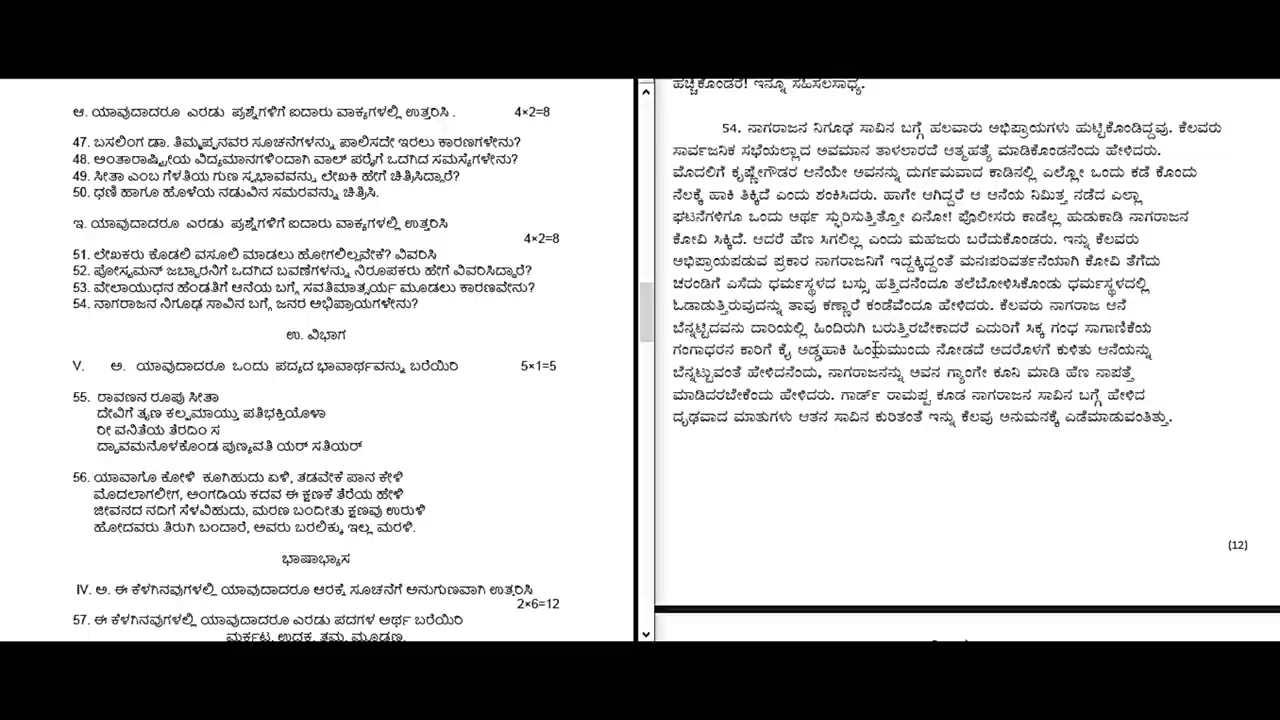 ಆ. ಯಾವುದಾದರೂ ಎರಡು ಪ್ರಶ್ನೆಗಳಿಗೆ ಐದಾರು ವಾಕ್ಯಗಳಲ್ಲಿ ಉತ್ತರಿಸಿ . 4×2=8
47. ಬಸಲಿಂಗ ಡಾ. ತಿಮ್ಮಪ್ಪನವರ ಸೂಚನೆಗಳನ್ನು ಪಾಲಿಸದೇ ಇರಲು ಕಾರಣಗಳೇನು?
48. ಅಂತಾರಾಷ್ಟ್ರೀಯ ವಿದ್ಯಮಾನಗಳಿಂದಾಗಿ ವಾಲ್ ಪರೈಗೆ ಒದಗಿದ ಸಮಸ್ಯೆಗಳೇನು?
49. ಸೀತಾ ಎಂಬ ಗೆಳತಿಯ ಗುಣ ಸ್ವಭಾವವನ್ನು ಲೇಖಕಿ ಹೇಗೆ ಚಿತ್ರಿಸಿದ್ದಾರೆ?
50. ಧಣಿ ಹಾಗೂ ಹೊಳೆಯ ನಡುವಿನ ಸಮರವನ್ನು ಚಿತ್ರಿಸಿ.
ಇ. ಯಾವುದಾದರೂ ಎರಡು ಪ್ರಶ್ನೆಗಳಿಗೆ ಐದಾರು ವಾಕ್ಯಗಳಲ್ಲಿ ಉತ್ತರಿಸಿ
4×2=8
51. ಲೇಖಕರು ಕೊಡಲಿ ವಸೂಲಿ ಮಾಡಲು ಹೋಗಲಿಲ್ಲವೇಕೆ? ವಿವರಿಸಿ
52. ಪೋಸ್ಟಮನ್ ಜಬ್ಬಾರನಿಗೆ ಒದಗಿದ ಬವಣೆಗಳನ್ನು ನಿರೂಪಕರು ಹೇಗೆ ವಿವರಿಸಿದ್ದಾರೆ?
53. ವೇಲಾಯುಧನ ಹೆಂಡತಿಗೆ ಆನೆಯ ಬಗ್ಗೆ ಸವತಿಮಾತ್ಸರ್ಯ ಮೂಡಲು ಕಾರಣವೇನು?
54. ನಾಗರಾಜನ ನಿಗೂಢ ಸಾವಿನ ಬಗ್ಗೆ ಜನರ ಅಭಿಪ್ರಾಯಗಳೇನು?
ಉ. ವಿಭಾಗ
V. ಅ. ಯಾವುದಾದರೂ ಒಂದು ಪದ್ಯದ ಭಾವಾರ್ಥವನ್ನು ಬರೆಯಿರಿ 5×1=5
55. ರಾವಣನ ರೂಪು ಸೀತಾ
ದೇವಿಗೆ ತೃಣ ಕಲ್ಪಮಾಯ್ತು ಪತಿಭಕ್ತಿಯೊಳಾ
ರೀ ವನಿತೆಯ ತೆರದಿಂ ಸ
ದ್ಭಾವಮನೊಳಕೊಂಡ ಪುಣ್ಯವತಿ ಯರ್ ಸತಿಯರ್
56. ಯಾವಾಗೊ ಕೋಳಿ ಕೂಗಿಹುದು ಏಳಿ, ತಡವೇಕೆ ಪಾನ ಕೇಳಿ
ಮೊದಲಾಗಲೀಗ, ಅಂಗಡಿಯ ಕದವ ಈ ಕ್ಷಣಕೆ ತೆರೆಯ ಹೇಳಿ
ಜೀವನದ ನದಿಗೆ ಸೆಳವಿಹುದು, ಮರಣ ಬಂದೀತು ಕ್ಷಣವು ಉರುಳಿ
ಹೋದವರು ತಿರುಗಿ ಬಂದಾರೆ, ಅವರು ಬರಲಿಕ್ಕು ಇಲ್ಲ ಮರಳಿ.
ಭಾಷಾಭ್ಯಾಸ
IV. ಅ. ಈ ಕೆಳಗಿನವುಗಳಲ್ಲಿ ಯಾವುದಾದರೂ ಆರಕ್ಕೆ ಸೂಚನೆಗೆ ಅನುಗುಣವಾಗಿ ಉತ್ತರಿಸಿ
2×6=12
57. ಈ ಕೆಳಗಿನವುಗಳಲ್ಲಿ ಯಾವುದಾದರೂ ಎರಡು ಪದಗಳ ಅರ್ಥ ಬರೆಯಿರಿ
ಮರ್ಕಟ, ಉದಕ, ತಮ, ಮೂಡಣ.
ಹಚ್ಚಿಕೊಂಡರೆ! ಇನ್ನೂ ಸಹಿಸಲಸಾಧ್ಯ.
54. ನಾಗರಾಜನ ನಿಗೂಢ ಸಾವಿನ ಬಗ್ಗೆ ಹಲವಾರು ಅಭಿಪ್ರಾಯಗಳು ಹುಟ್ಟಿಕೊಂಡಿದ್ದವು. ಕೆಲವರು
ಸಾರ್ವಜನಿಕ ಸಭೆಯಲ್ಲಾದ ಅವಮಾನ ತಾಳಲಾರದೆ ಆತ್ಮಹತ್ಯೆ ಮಾಡಿಕೊಂಡನೆಂದು ಹೇಳಿದರು.
ಮೊದಲಿಗೆ ಕೃಷ್ಣೇಗೌಡರ ಆನೆಯೇ ಅವನನ್ನು ದುರ್ಗಮವಾದ ಕಾಡಿನಲ್ಲಿ ಎಲ್ಲೋ ಒಂದು ಕಡೆ ಕೊಂದು
ನೆಲಕ್ಕೆ ಹಾಕಿ ತಿಕ್ಕಿದೆ ಎಂದು ಶಂಕಿಸಿದರು. ಹಾಗೇ ಆಗಿದ್ದರೆ ಆ ಆನೆಯ ನಿಮಿತ್ತ ನಡೆದ ಎಲ್ಲಾ
ಘಟನೆಗಳಿಗೂ ಒಂದು ಅರ್ಥ ಸ್ಫುರಿಸುತ್ತಿತ್ತೋ ಏನೋ! ಪೊಲೀಸರು ಕಾಡೆಲ್ಲ ಹುಡುಕಾಡಿ ನಾಗರಾಜನ
ಕೋವಿ ಸಿಕ್ಕಿದೆ. ಆದರೆ ಹೆಣ ಸಿಗಲಿಲ್ಲ ಎಂದು ಮಹಜರು ಬರೆದುಕೊಂಡರು. ಇನ್ನು ಕೆಲವರು
ಅಭಿಪ್ರಾಯಪಡುವ ಪ್ರಕಾರ ನಾಗರಾಜನಿಗೆ ಇದ್ದಕ್ಕಿದ್ದಂತೆ ಮನಃಪರಿವರ್ತನೆಯಾಗಿ ಕೋವಿ ತೆಗೆದು
ಚರಂಡಿಗೆ ಎಸೆದು ಧರ್ಮಸ್ಥಳದ ಬಸ್ಸು ಹತ್ತಿದನೆಂದೂ ತಲೆಬೋಳಿಸಿಕೊಂಡು ಧರ್ಮಸ್ಥಳದಲ್ಲಿ
ಓಡಾಡುತ್ತಿರುವುದನ್ನು ತಾವು ಕಣ್ಣಾರೆ ಕಂಡೆವೆಂದೂ ಹೇಳಿದರು. ಕೆಲವರು ನಾಗರಾಜ ಆನೆ
ಬೆನ್ನಟ್ಟಿದವನು ದಾರಿಯಲ್ಲಿ ಹಿಂದಿರುಗಿ ಬರುತ್ತಿರಬೇಕಾದರೆ ಎದುರಿಗೆ ಸಿಕ್ಕ ಗಂಧ ಸಾಗಾಣಿಕೆಯ
ಗಂಗಾಧರನ ಕಾರಿಗೆ ಕೈ ಅಡ್ಡಹಾಕಿ ಹಿಂದುಮುಂದು ನೋಡದೆ ಅದರೊಳಗೆ ಕುಳಿತು ಆನೆಯನ್ನು
ಬೆನ್ನಟ್ಟುವಂತೆ ಹೇಳಿದನೆಂದು, ನಾಗರಾಜನನ್ನು ಅವನ ಗ್ಯಾಂಗೇ ಕೂನಿ ಮಾಡಿ ಹೆಣ ನಾಪತ್ತೆ
ಮಾಡಿದರಬೇಕೆಂದು ಹೇಳಿದರು. ಗಾರ್ಡ್ ರಾಮಪ್ಪ ಕೂಡ ನಾಗರಾಜನ ಸಾವಿನ ಬಗ್ಗೆ ಹೇಳಿದ
ದೃಢವಾದ ಮಾತುಗಳು ಆತನ ಸಾವಿನ ಕುರಿತಂತೆ ಇನ್ನು ಕೆಲವು ಅನುಮನಕ್ಕೆ ಎಡೆಮಾಡುವಂತಿತ್ತು.
(12)